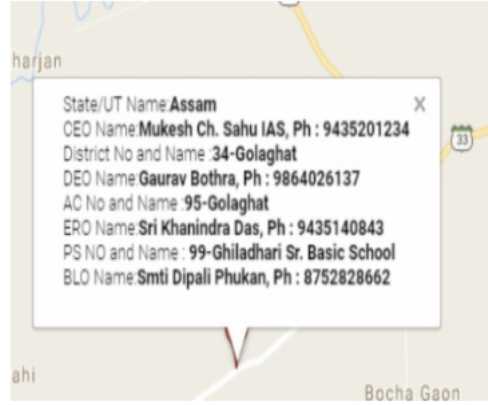 harjan
State/UT Name:Assam
CEO Name:Mukesh Ch. Sahu IAS, Ph : 9435201234
District No and Name :34-Golaghat
DEO Name:Gaurav Bothra, Ph : 9864026137
AC No and Name :95-Golaghat
ERO Name:Sri Khanindra Das, Ph : 9435140843
PS NO and Name : 99-Ghiladhari Sr. Basic School
BLO Name:Smti Dipali Phukan, Ph : 8752828662
33
ahi
Bocha Gaon